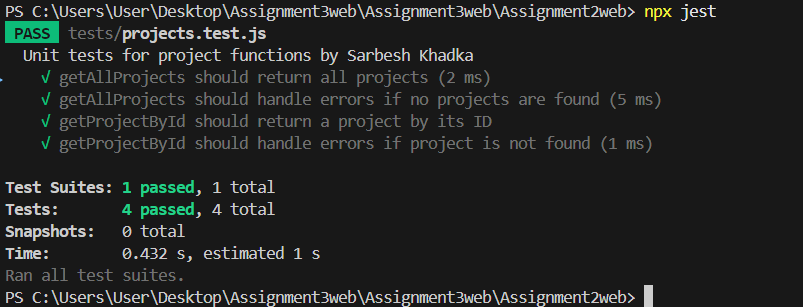 PS C:\Users\User\Desktop\Assignment3web\Assignment3web\Assignment2web> npx jest
PASS tests/projects.test.js
Unit tests for project functions by Sarbesh Khadka
√ getAllProjects should return all projects (2 ms)
√ getAllProjects should handle errors if no projects are found (5 ms)
√ getProjectById should return a project by its ID
√ getProjectById should handle errors if project is not found (1 ms)
Test Suites: 1 passed, 1 total
Tests: 4 passed, 4 total
Snapshots: 0 total
Time: 0.432 s, estimated 1 s
Ran all test suites.
PS C:\Users\User\Desktop\Assignment3web\Assignment3web\Assignment2web>